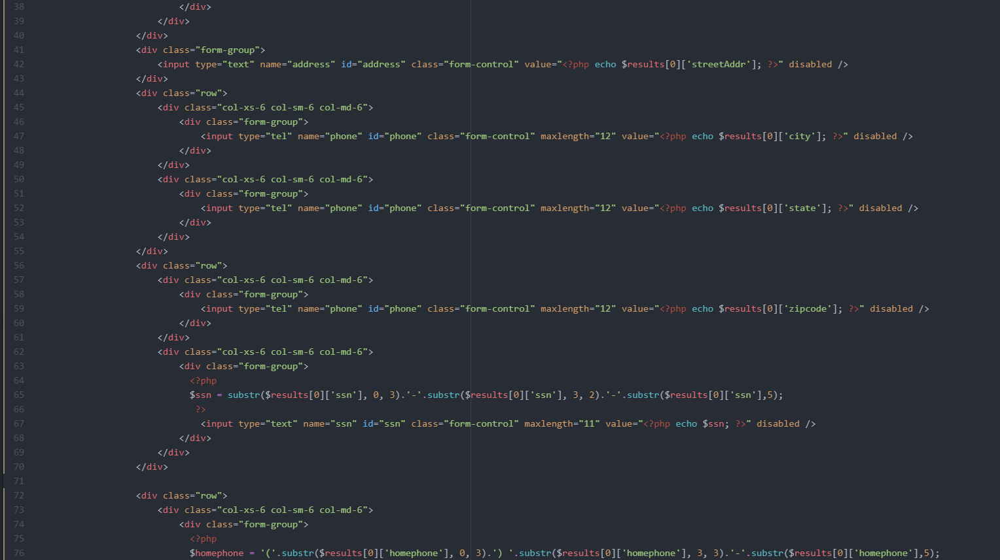 38 </div>
39 </div>
40 </div>
41 <div class="form-group">
42 <input type="text" name="address" id="address" class="form-control" value="<?php echo $results[0]['streetAddr']; ?>" disabled />
43 </div>
44 <div class="row">
45 <div class="col-xs-6 col-sm-6 col-md-6">
46 <div class="form-group">
47 <input type="tel" name="phone" id="phone" class="form-control" maxlength="12" value="<?php echo $results[0]['city']; ?>" disabled />
48 </div>
49 </div>
50 <div class="col-xs-6 col-sm-6 col-md-6">
51 <div class="form-group">
52 <input type="tel" name="phone" id="phone" class="form-control" maxlength="12" value="<?php echo $results[0]['state']; ?>" disabled />
53 </div>
54 </div>
55 </div>
56 <div class="row">
57 <div class="col-xs-6 col-sm-6 col-md-6">
58 <div class="form-group">
59 <input type="tel" name="phone" id="phone" class="form-control" maxlength="12" value="<?php echo $results[0]['zipcode']; ?>" disabled />
60 </div>
61 </div>
62 <div class="col-xs-6 col-sm-6 col-md-6">
63 <div class="form-group">
64 <?php
65 $ssn = substr($results[0]['ssn'], 0, 3).'-'.substr($results[0]['ssn'], 3, 2).'-'.substr($results[0]['ssn'],5);
66 ?>
67 <input type="text" name="ssn" id="ssn" class="form-control" maxlength="11" value="<?php echo $ssn; ?>" disabled />
68 </div>
69 </div>
70 </div>
71
72 <div class="row">
73 <div class="col-xs-6 col-sm-6 col-md-6">
74 <div class="form-group">
75 <?php
76 $homephone = '('.substr($results[0]['homephone'], 0, 3).') '.substr($results[0]['homephone'], 3, 3).'-'.substr($results[0]['homephone'],5);